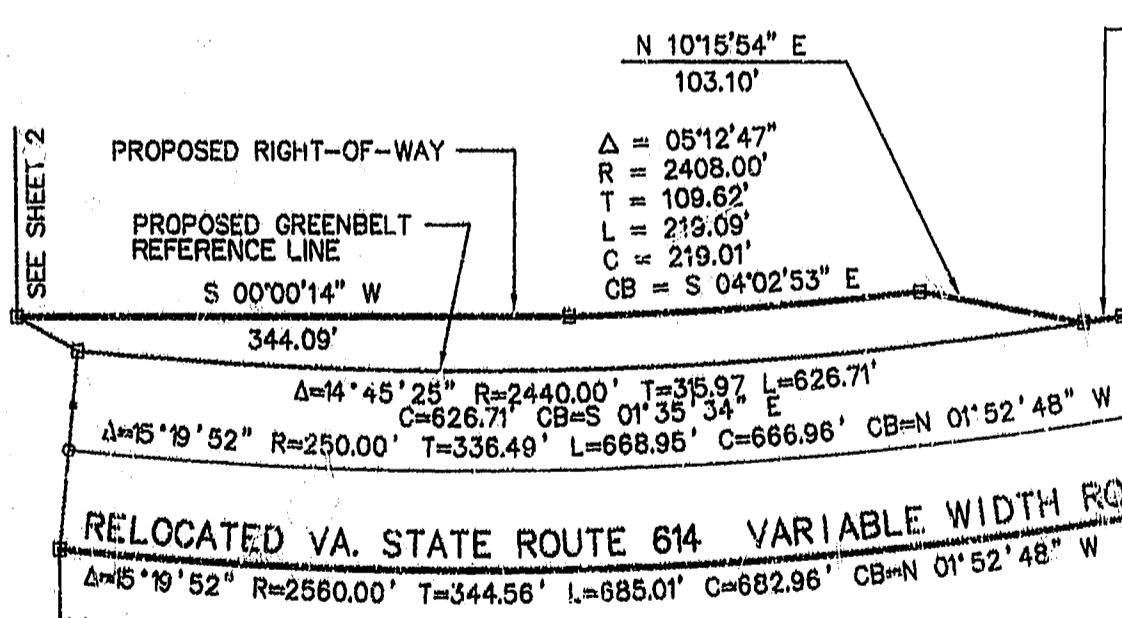 N 10°15'54" E
103.10'
SEE SHEET 2
PROPOSED RIGHT-OF-WAY
Δ = 05°12'47"
R = 2408.00'
T = 109.62'
L = 219.09'
C = 219.01'
CB = S 04°02'53" E
PROPOSED GREENBELT
REFERENCE LINE
S 00°00'14" W
344.09'
Δ=14°45'25" R=2440.00' T=315.97 L=626.71'
C=626.71' CB=S 01°35'34" E
Δ=15°19'52" R=250.00' T=336.49' L=668.95' C=666.96' CB=N 01°52'48" W
RELOCATED VA. STATE ROUTE 614 VARIABLE WIDTH
Δ=15°19'52" R=2560.00' T=344.56' L=685.01' C=682.96' CB=N 01°52'48" W